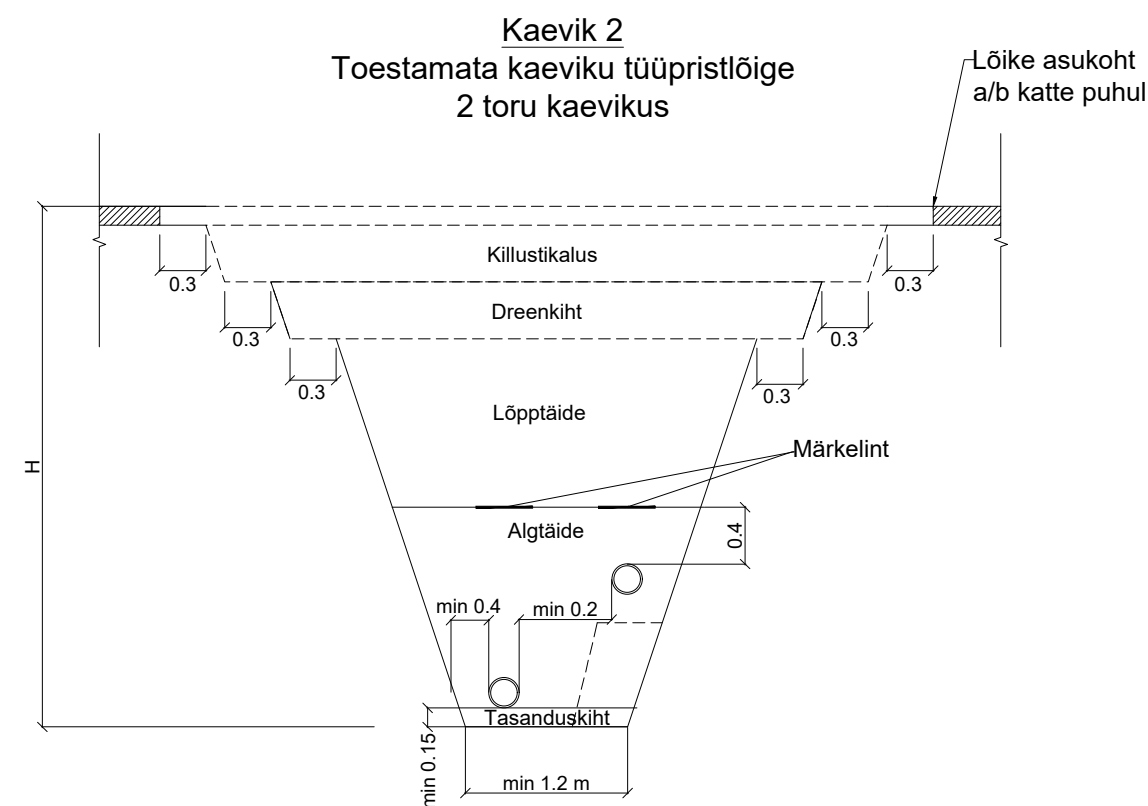 Kaevik 2
Toestamata kaeviku tüüpristlõige
2 toru kaevikus
Lõike asukoht
a/b katte puhul
Killustikalus
0.3
0.3
Dreenkiht
0.3
0.3
0.3
0.3
Lõpptäide
Märkelint
H
Algtäide
0.4
min 0.4
min 0.2
Tasanduskiht
min 0.15
min 1.2 m